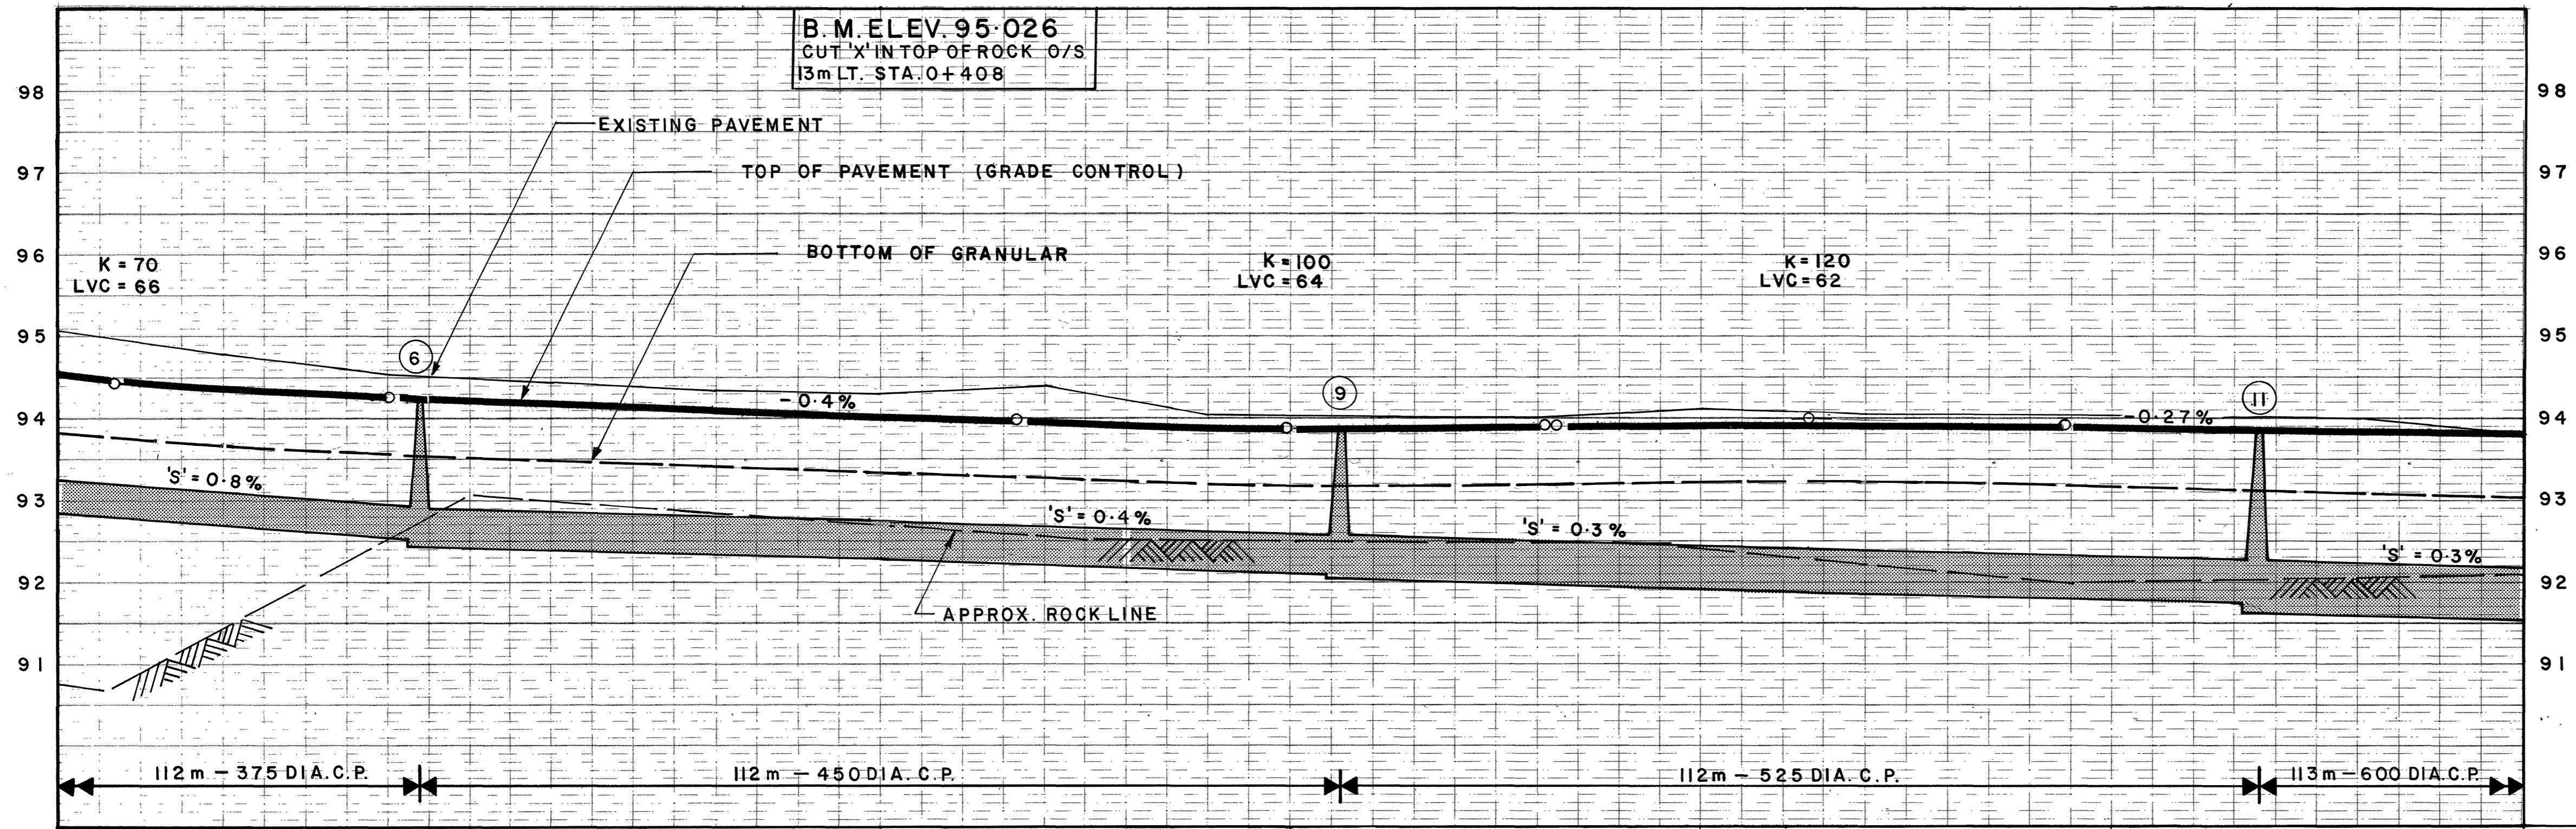 B.M.ELEV.95·026
CUT 'X' IN TOP OF ROCK O/S
13m LT. STA.0+408
98 98
EXISTING PAVEMENT
97 TOP OF PAVEMENT (GRADE CONTROL) 97
96 BOTTOM OF GRANULAR 96
K = 70 K = 100 K = 120
LVC = 66 LVC = 64 LVC = 62
95 95
6 9 11
-0·4%
94 -0·27% 94
'S' = 0·8%
93 93
'S' = 0·4% 'S' = 0·3%
'S' = 0·3%
92 92
APPROX. ROCK LINE
91 91
112m - 375 DIA.C.P. 112m - 450 DIA. C.P. 112m - 525 DIA. C.P. 113m - 600 DIA.C.P.